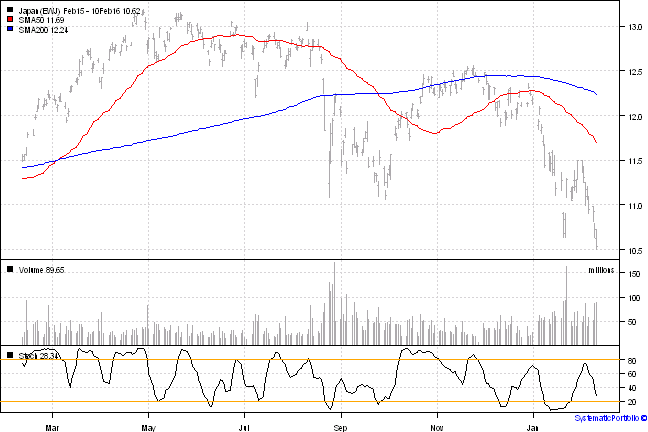 Japan (EWJ) Feb15 - 10Feb16 10.62
SMA50 11.69
SMA200 12.24
13.0
12.5
12.0
11.5
11.0
10.5
Volume 89.65
millions
150
100
50
Stoch 28.34
80
60
40
20
Mar May Jul Sep Nov Jan
SystematicPortfolio ©